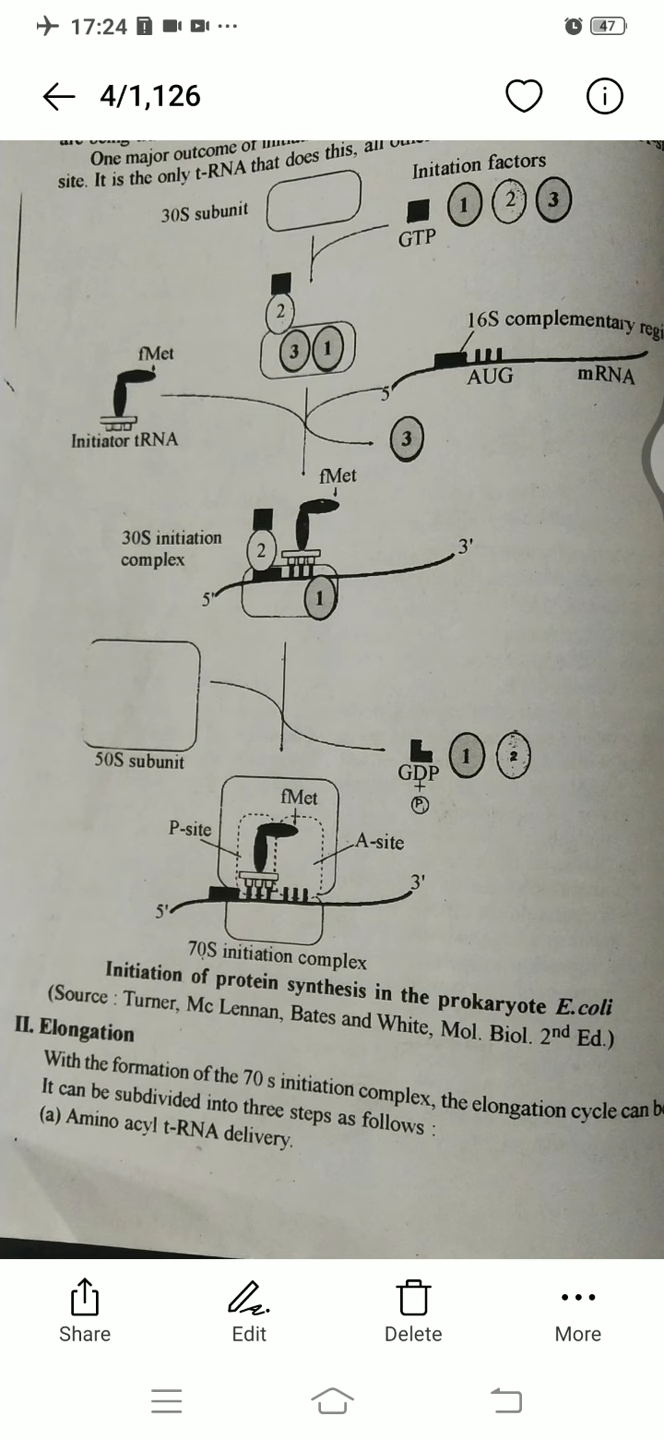 17:24
47
4/1,126
One major outcome of
site. It is the only t-RNA that does this, all
Initation factors
30S subunit
1 2 3
GTP
2
3 1
16S complementary regi
fMet
5'
AUG
mRNA
Initiator tRNA
3
fMet
30S initiation
complex
2
3'
5'
1
50S subunit
1 2
GDP
+
Pi
fMet
P-site
A-site
3'
5'
70S initiation complex
Initiation of protein synthesis in the prokaryote E.coli
(Source : Turner, Mc Lennan, Bates and White, Mol. Biol. 2nd Ed.)
II. Elongation
With the formation of the 70 s initiation complex, the elongation cycle can b
It can be subdivided into three steps as follows :
(a) Amino acyl t-RNA delivery.
Share
Edit
Delete
More